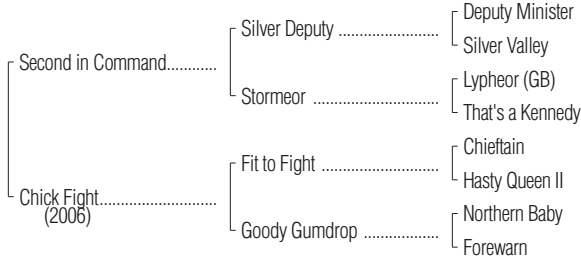 Deputy Minister
Silver Deputy ..........................
Silver Valley
Second in Command............
Lypheor (GB)
Stormeor ................................
That's a Kennedy
Chieftain
Fit to Fight ..............................
Hasty Queen II
Chick Fight............................
(2006)
Northern Baby
Goody Gumdrop ...................
Forewarn